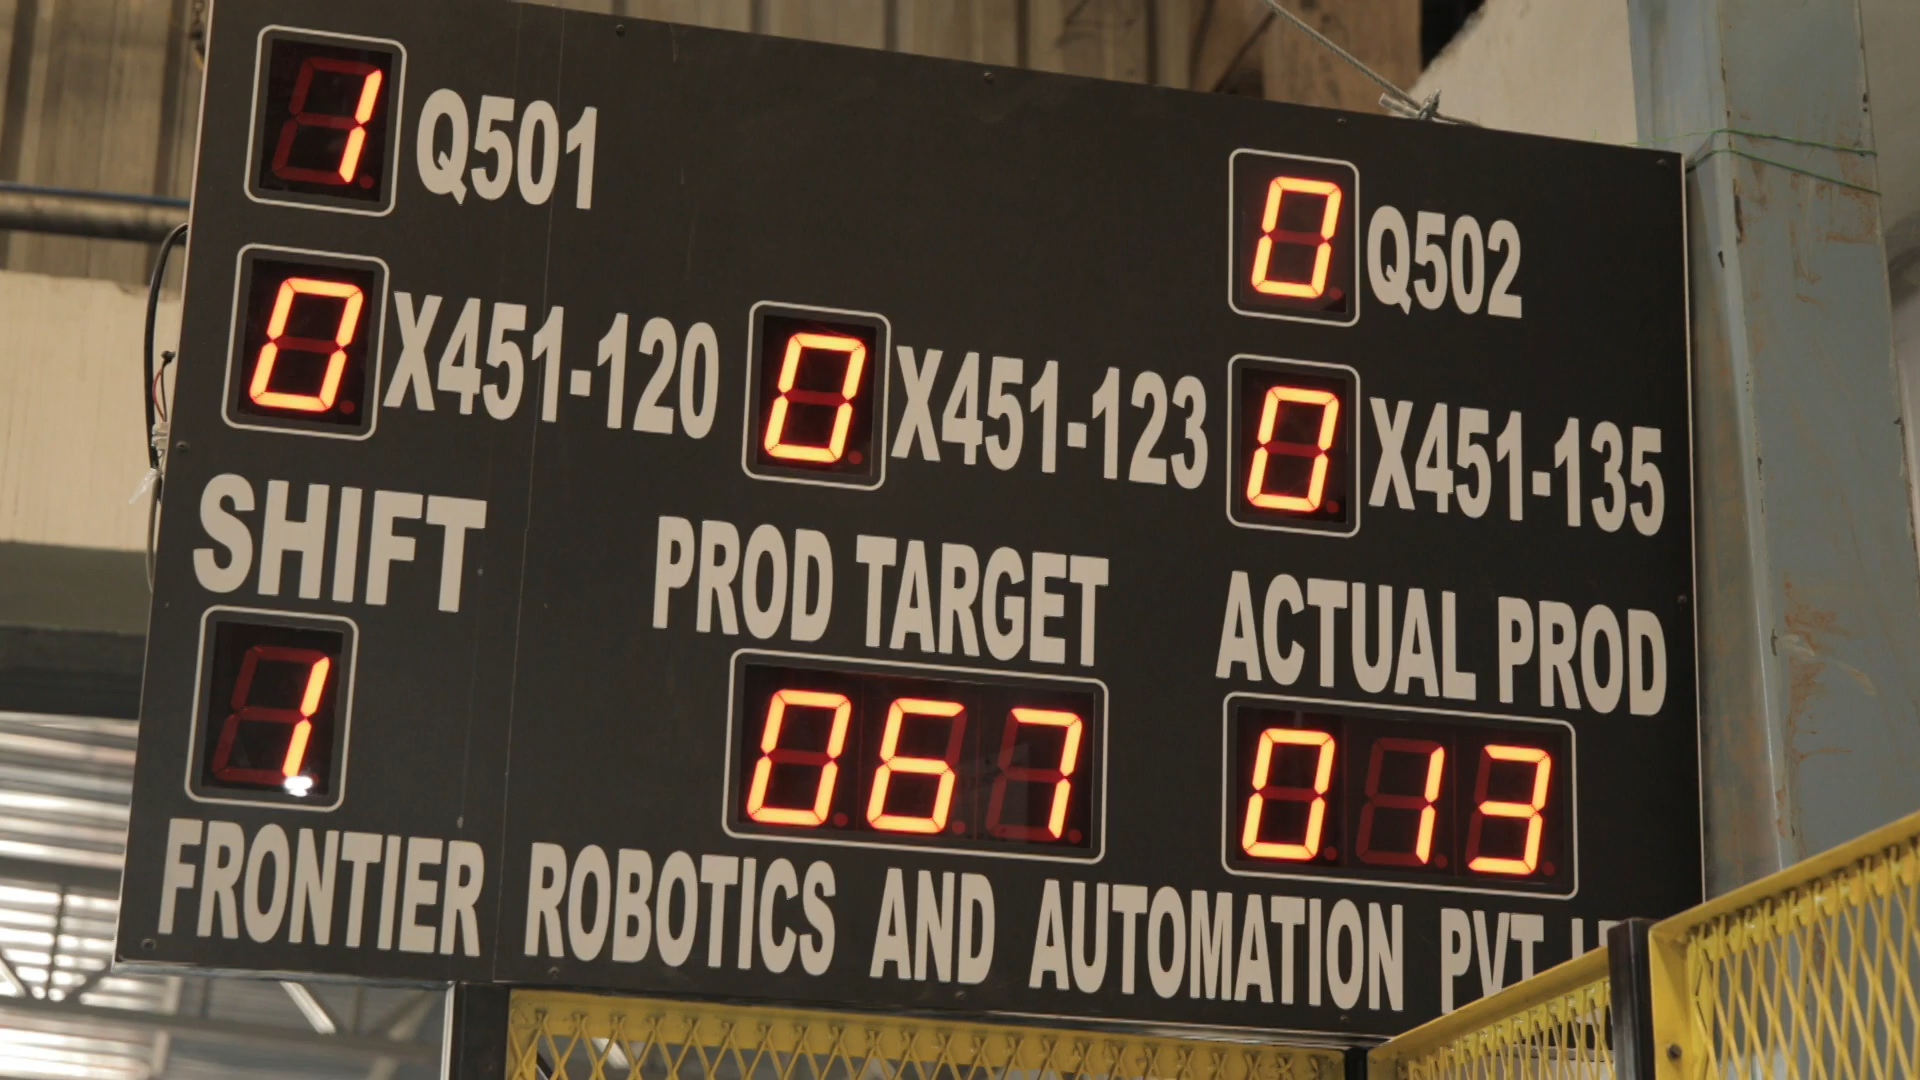 1 Q501
0 Q502
0 X451-120 0 X451-123 0 X451-135
SHIFT PROD TARGET ACTUAL PROD
1 067 013
FRONTIER ROBOTICS AND AUTOMATION PVT